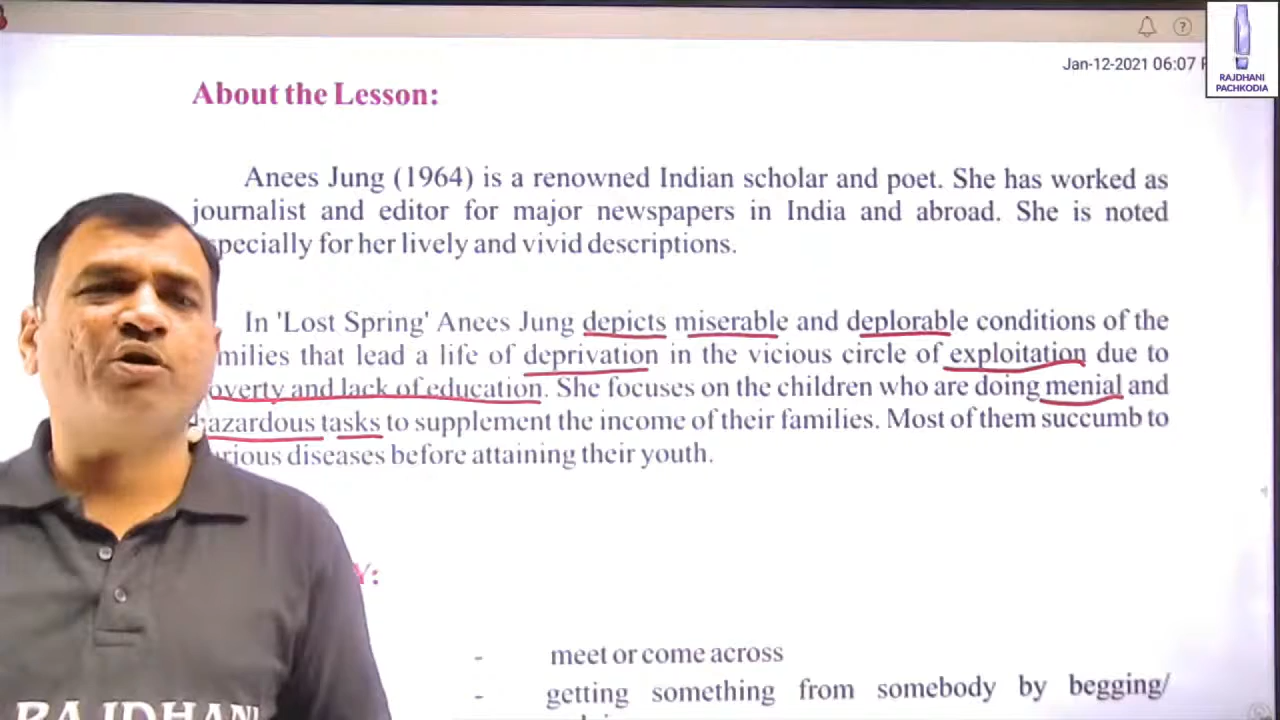 Jan-12-2021 06:07
RAJDHANI
PACHKODIA
About the Lesson:
Anees Jung (1964) is a renowned Indian scholar and poet. She has worked as
journalist and editor for major newspapers in India and abroad. She is noted
specially for her lively and vivid descriptions.
In 'Lost Spring' Anees Jung depicts miserable and deplorable conditions of the
milies that lead a life of deprivation in the vicious circle of exploitation due to
overty and lack of education. She focuses on the children who are doing menial and
azardous tasks to supplement the income of their families. Most of them succumb to
rious diseases before attaining their youth.
Y:
- meet or come across
- getting something from somebody by begging/
RAJDHANI